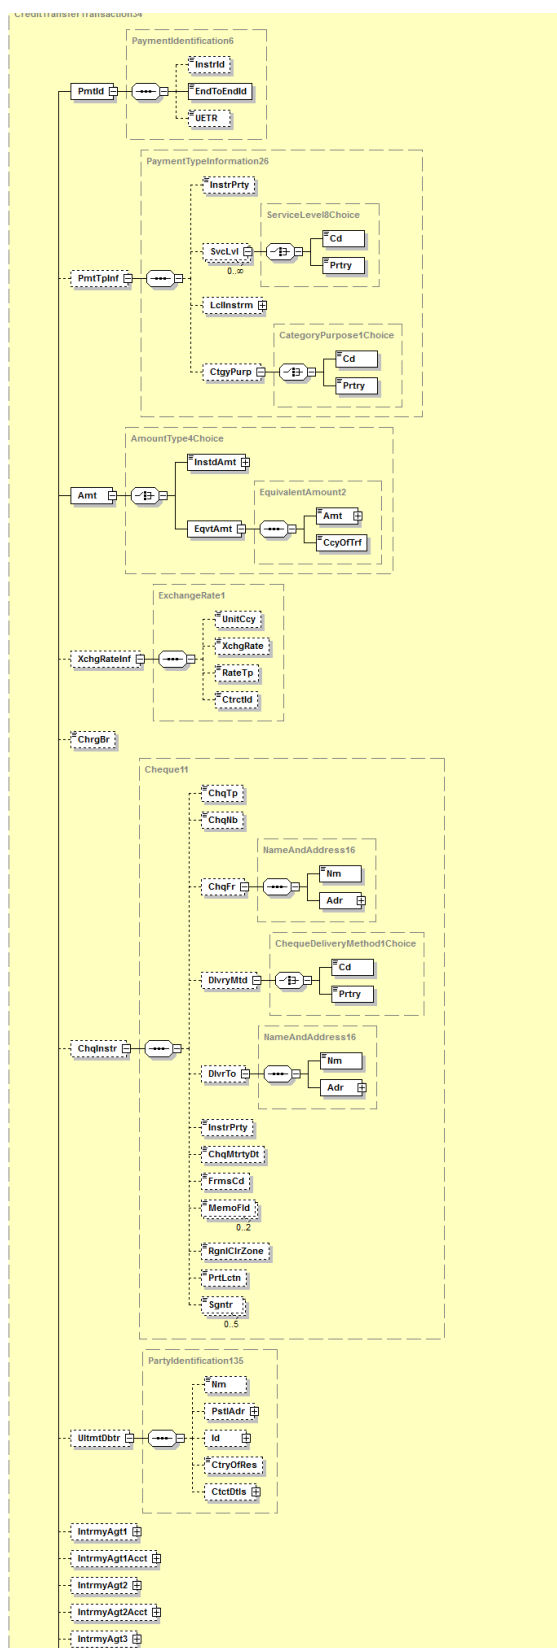 CreditTransferTransaction34
PaymentIdentification6
InstrId
PmtId
EndToEndId
UETR
PaymentTypeInformation26
InstrPrty
ServiceLevel8Choice
Cd
SvcLvl
0..∞
Prtry
PmtTpInf
LclInstrm
CategoryPurpose1Choice
Cd
CtgyPurp
Prtry
AmountType4Choice
InstdAmt
Amt
EquivalentAmount2
Amt
EqvtAmt
CcyOfTrf
ExchangeRate1
UnitCcy
XchgRate
XchgRateInf
RateTp
CtrctId
ChrgBr
Cheque11
ChqTp
ChqNb
NameAndAddress16
Nm
ChqFr
Adr
ChequeDeliveryMethod1Choice
Cd
DlvryMtd
Prtry
NameAndAddress16
ChqInstr
Nm
DlvrTo
Adr
InstrPrty
ChqMtrtyDt
FrmsCd
MemoFld
0..2
RgnlClrZone
PrtLctn
Sgntr
0..5
PartyIdentification135
Nm
PstlAdr
UltmtDbtr
Id
CtryOfRes
CtctDtls
IntrmyAgt1
IntrmyAgt1Acct
IntrmyAgt2
IntrmyAgt2Acct
IntrmyAgt3